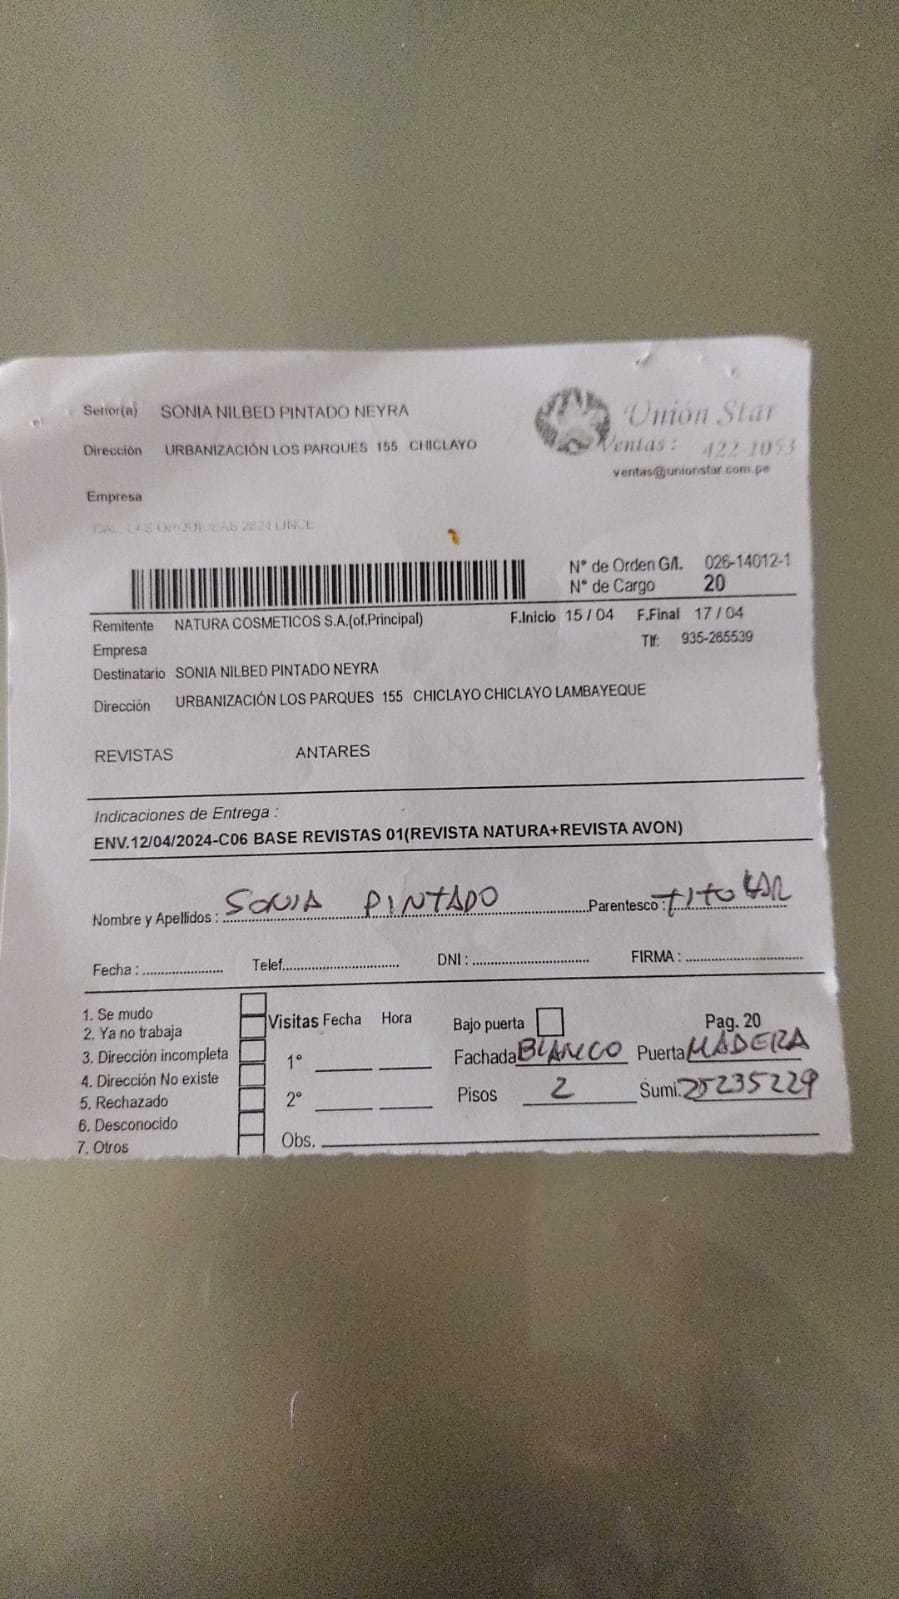 Señor(a) SONIA NILBED PINTADO NEYRA
Unión Star
Dirección URBANIZACIÓN LOS PARQUES 155 CHICLAYO
Ventas: 422-1053
ventas@unionstar.com.pe
Empresa
N° de Orden G/I. 026-14012-1
N° de Cargo 20
Remitente NATURA COSMETICOS S.A.(of.Principal) F.Inicio 15 / 04 F.Final 17 / 04
Empresa Tlf: 935-265539
Destinatario SONIA NILBED PINTADO NEYRA
Dirección URBANIZACIÓN LOS PARQUES 155 CHICLAYO CHICLAYO LAMBAYEQUE
REVISTAS ANTARES
Indicaciones de Entrega :
ENV.12/04/2024-C06 BASE REVISTAS 01(REVISTA NATURA+REVISTA AVON)
Nombre y Apellidos : SONIA PINTADO Parentesco : TITOLAR
Fecha : Telef. DNI : FIRMA :
1. Se mudo
2. Ya no trabaja
3. Dirección incompleta
4. Dirección No existe
5. Rechazado
6. Desconocido
7. Otros
Visitas Fecha Hora
1°
2°
Obs.
Bajo puerta Pag. 20
Fachada BLANCO Puerta MADERA
Pisos 2 Sumi. 25235229